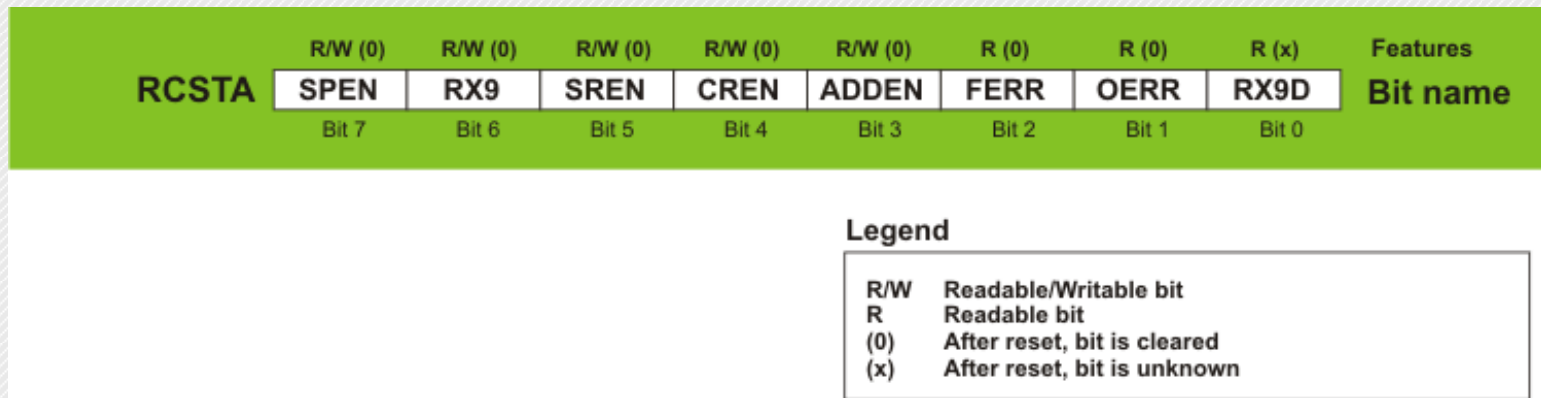 R/W (0) R/W (0) R/W (0) R/W (0) R/W (0) R (0) R (0) R (x) Features
RCSTA SPEN RX9 SREN CREN ADDEN FERR OERR RX9D Bit name
Bit 7 Bit 6 Bit 5 Bit 4 Bit 3 Bit 2 Bit 1 Bit 0
Legend
R/W Readable/Writable bit
R Readable bit
(0) After reset, bit is cleared
(x) After reset, bit is unknown